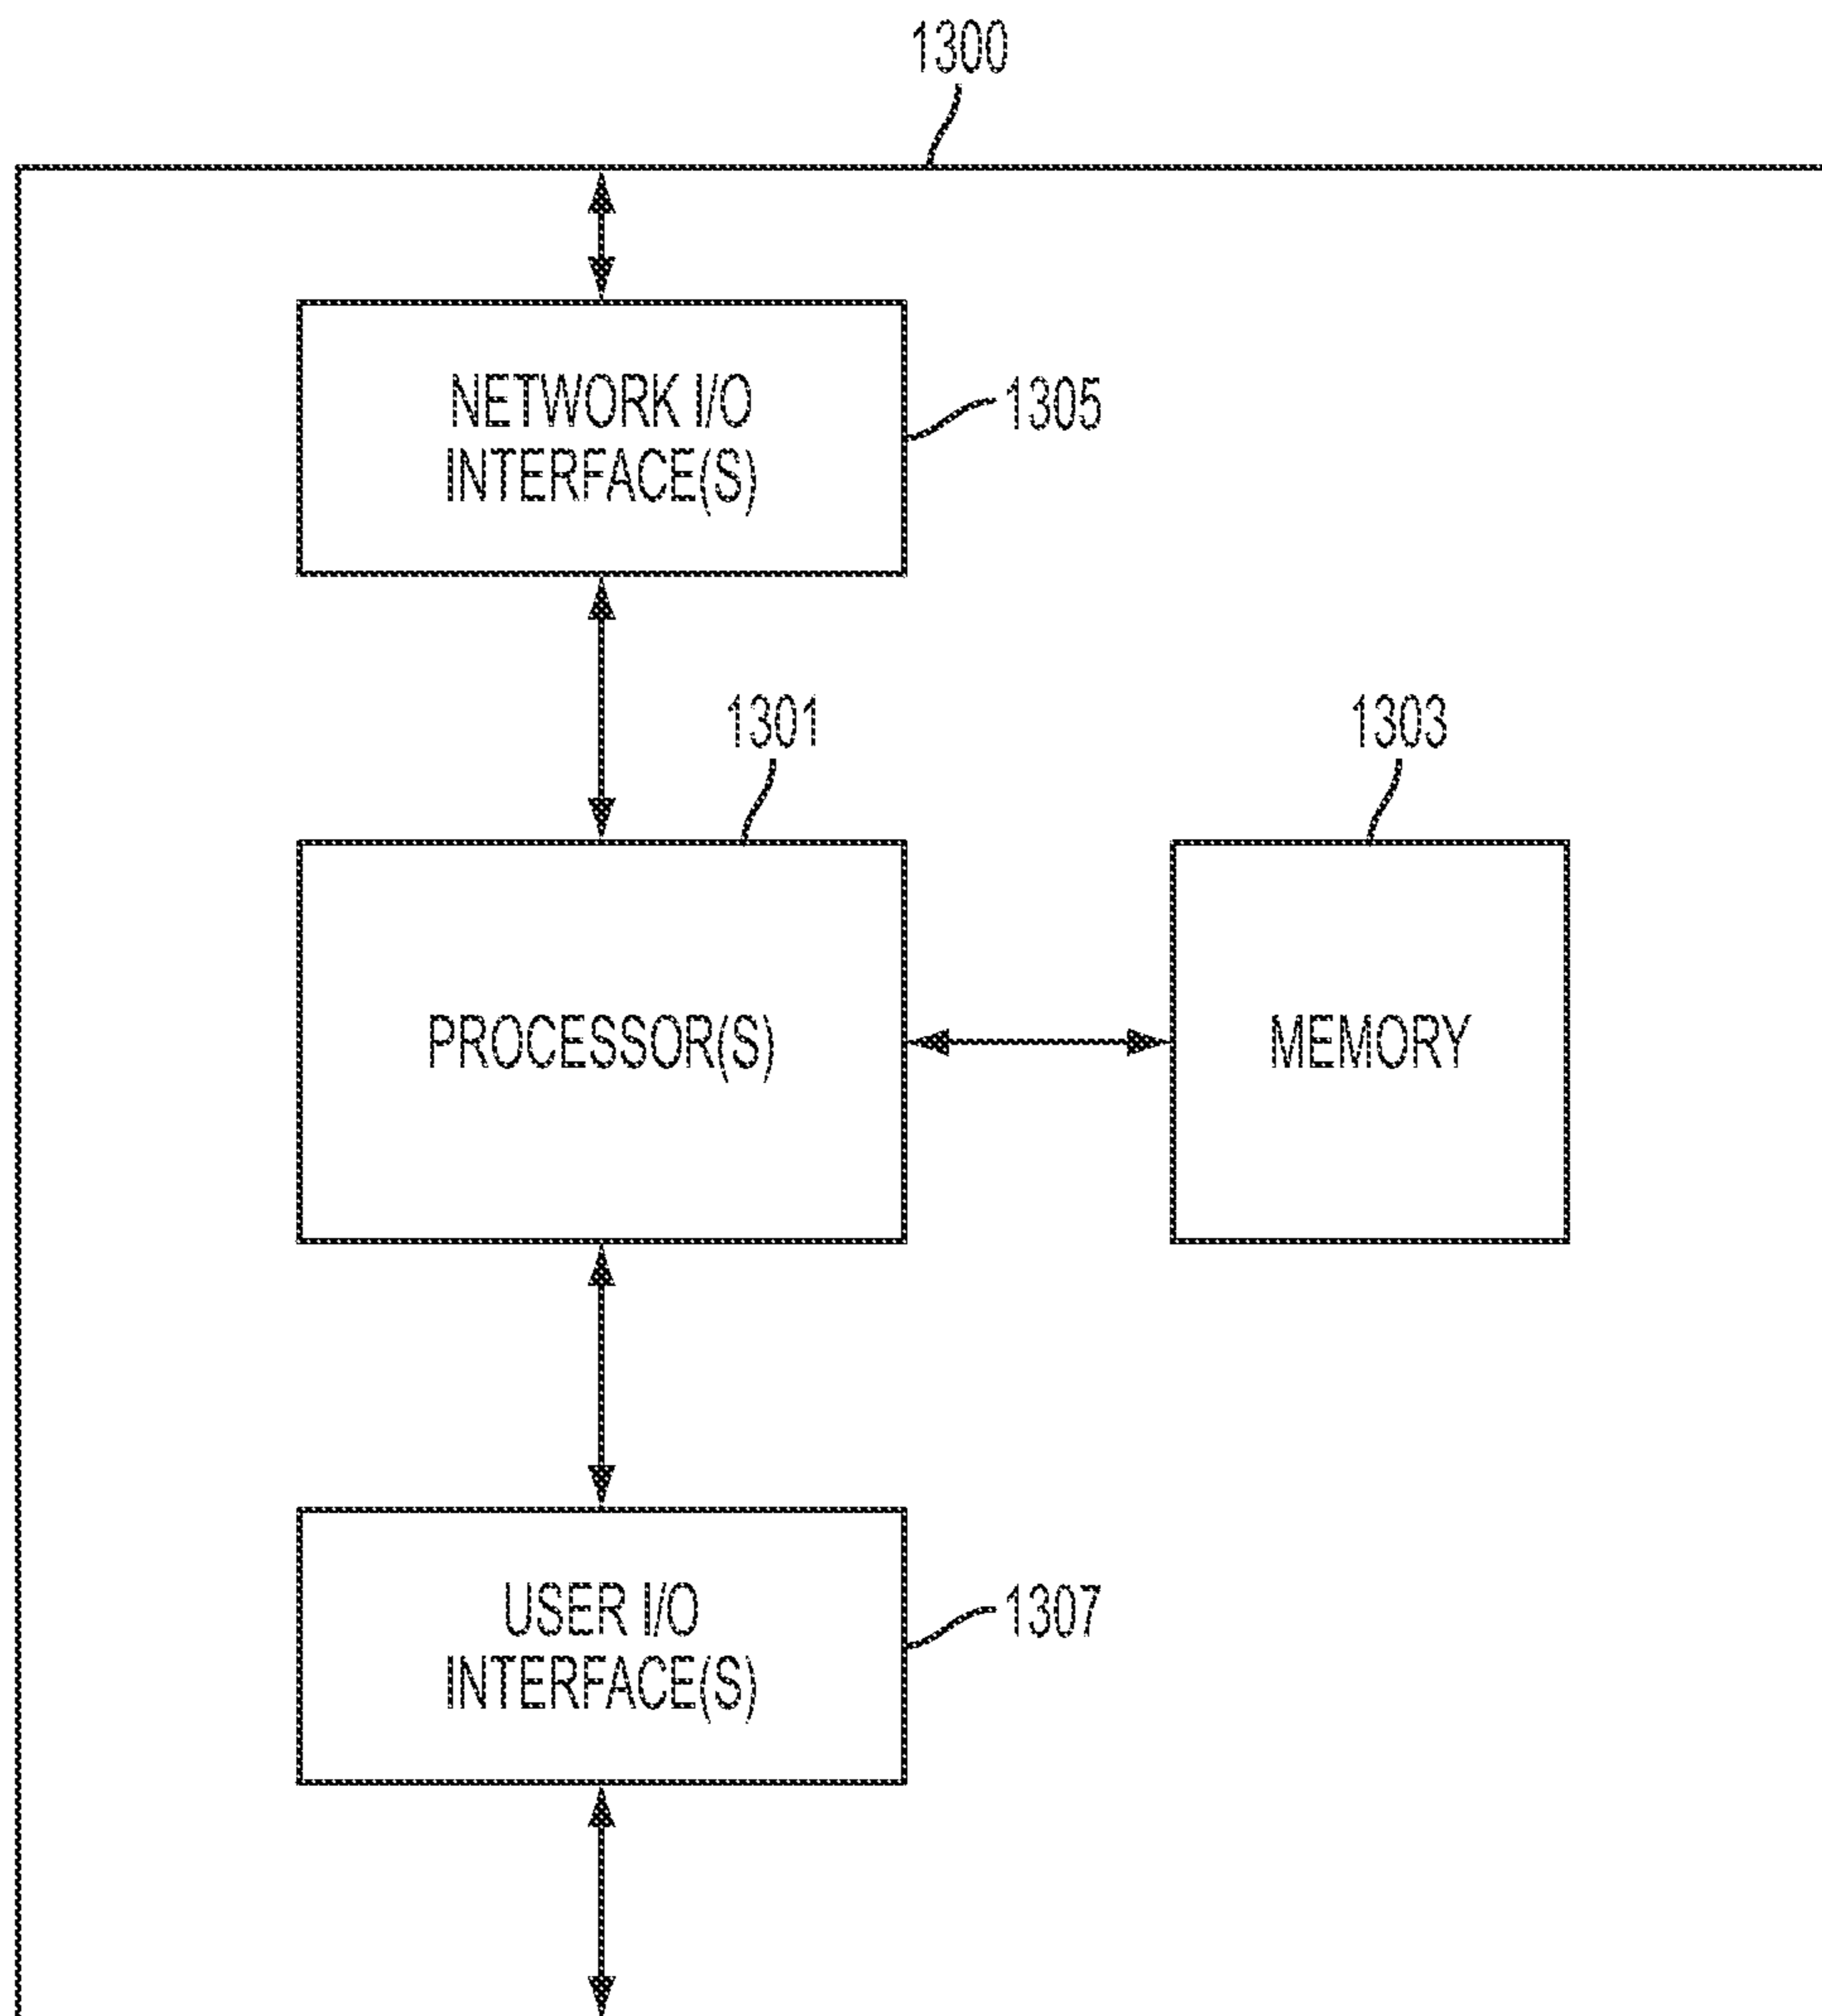 1300
NETWORK I/O
INTERFACE(S)
1305
1301
1303
PROCESSOR(S)
MEMORY
USER I/O
INTERFACE(S)
1307